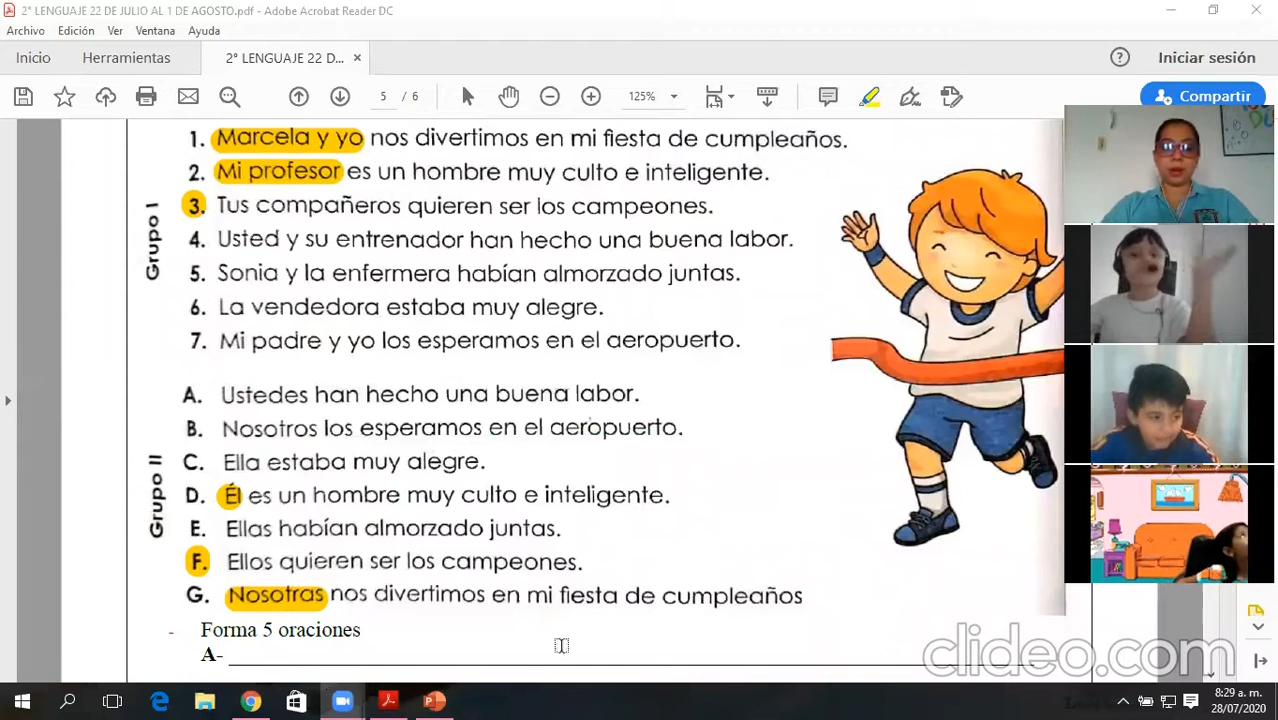 2° LENGUAJE 22 DE JULIO AL 1 DE AGOSTO.pdf - Adobe Acrobat Reader DC
Archivo Edición Ver Ventana Ayuda
Inicio Herramientas 2° LENGUAJE 22 D... × Iniciar sesión
5 / 6 125% Compartir
Grupo I
1. Marcela y yo nos divertimos en mi fiesta de cumpleaños.
2. Mi profesor es un hombre muy culto e inteligente.
3. Tus compañeros quieren ser los campeones.
4. Usted y su entrenador han hecho una buena labor.
5. Sonia y la enfermera habían almorzado juntas.
6. La vendedora estaba muy alegre.
7. Mi padre y yo los esperamos en el aeropuerto.
Grupo II
A. Ustedes han hecho una buena labor.
B. Nosotros los esperamos en el aeropuerto.
C. Ella estaba muy alegre.
D. Él es un hombre muy culto e inteligente.
E. Ellas habían almorzado juntas.
F. Ellos quieren ser los campeones.
G. Nosotras nos divertimos en mi fiesta de cumpleaños
- Forma 5 oraciones
A-
clideo.com
8:29 a. m.
28/07/2020